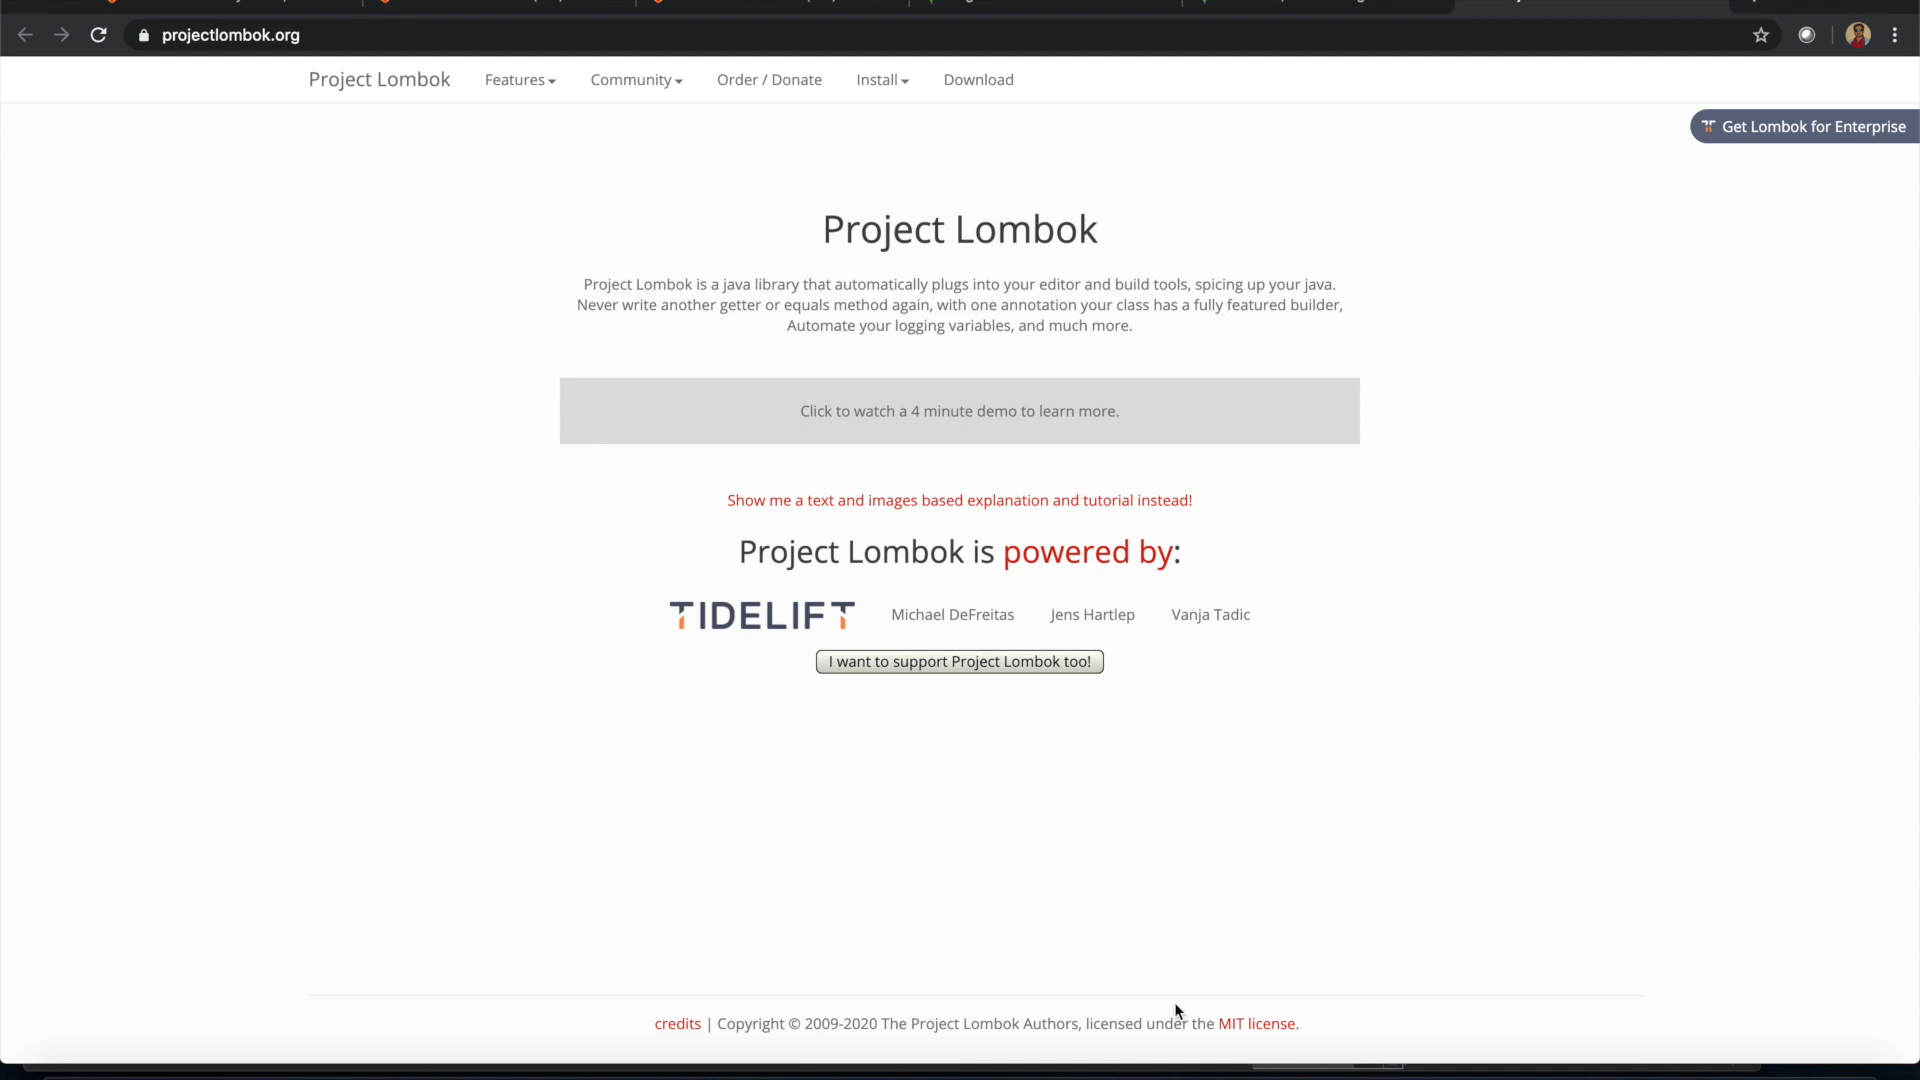 projectlombok.org
Project Lombok Features Community Order / Donate Install Download
Get Lombok for Enterprise
Project Lombok
Project Lombok is a java library that automatically plugs into your editor and build tools, spicing up your java.
Never write another getter or equals method again, with one annotation your class has a fully featured builder,
Automate your logging variables, and much more.
Click to watch a 4 minute demo to learn more.
Show me a text and images based explanation and tutorial instead!
Project Lombok is powered by:
TIDELIFT Michael DeFreitas Jens Hartlep Vanja Tadic
I want to support Project Lombok too!
credits | Copyright © 2009-2020 The Project Lombok Authors, licensed under the MIT license.